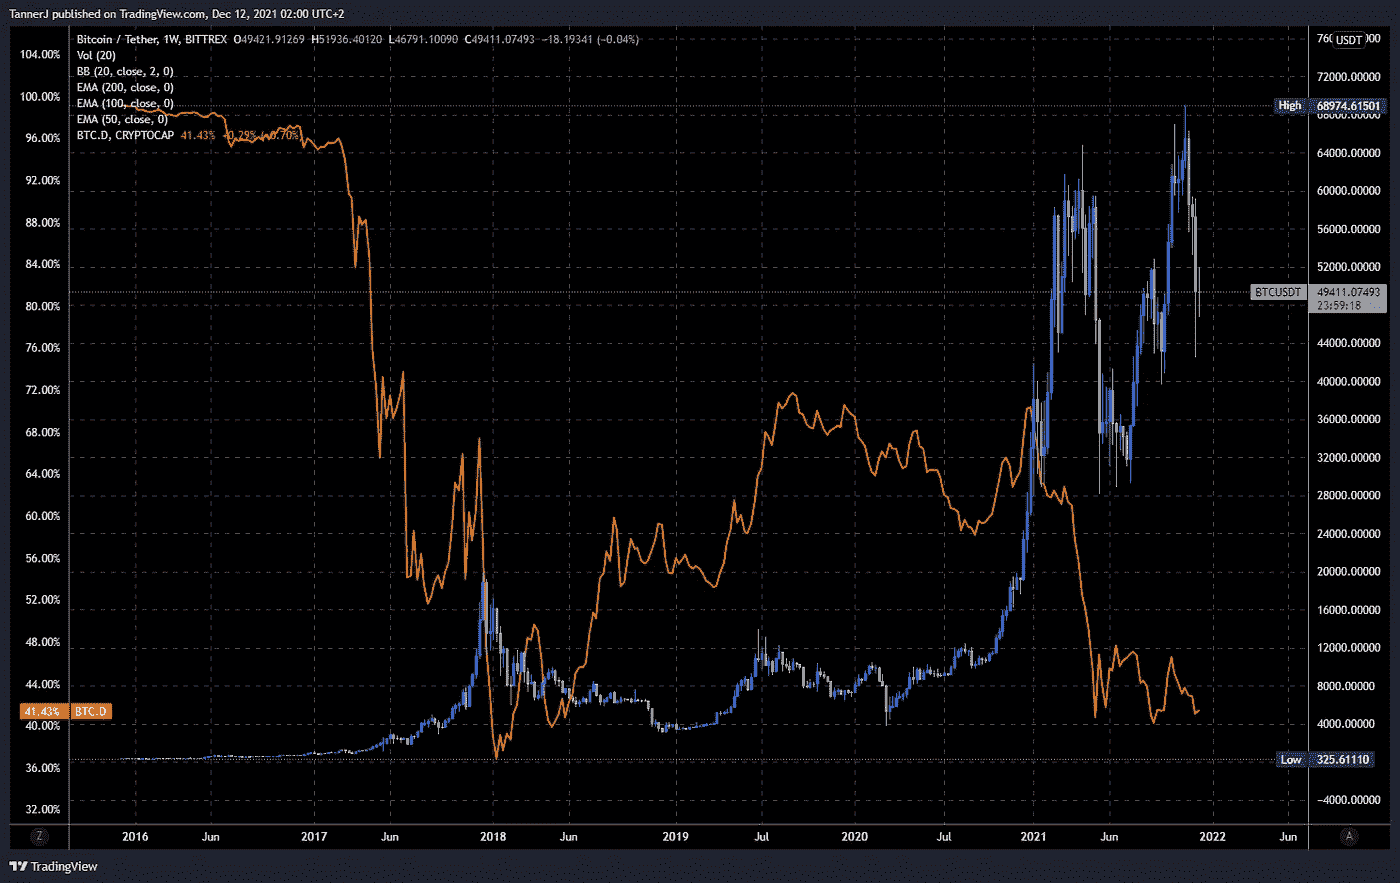 TannerJ published on TradingView.com, Dec 12, 2021 02:00 UTC+2
Bitcoin / Tether, 1W, BITTREX O49421.91269 H51936.40120 L46791.10090 C49411.07493 −18.19341 (−0.04%)
Vol (20)
BB (20, close, 2, 0)
EMA (200, close, 0)
EMA (100, close, 0)
EMA (50, close, 0)
BTC.D, CRYPTOCAP 41.43% +0.29% (+0.70%)
104.00%
100.00%
96.00%
92.00%
88.00%
84.00%
80.00%
76.00%
72.00%
68.00%
64.00%
60.00%
56.00%
52.00%
48.00%
44.00%
41.43% BTC.D
40.00%
36.00%
32.00%
USDT
72000.00000
High 68974.61501
68000.00000
64000.00000
60000.00000
56000.00000
52000.00000
BTCUSDT 49411.07493
23:59:18
44000.00000
40000.00000
36000.00000
32000.00000
28000.00000
24000.00000
20000.00000
16000.00000
12000.00000
8000.00000
4000.00000
Low 325.61110
−4000.00000
Z 2016 Jun 2017 Jun 2018 Jun 2019 Jul 2020 Jul 2021 Jun 2022 Jun A
TradingView